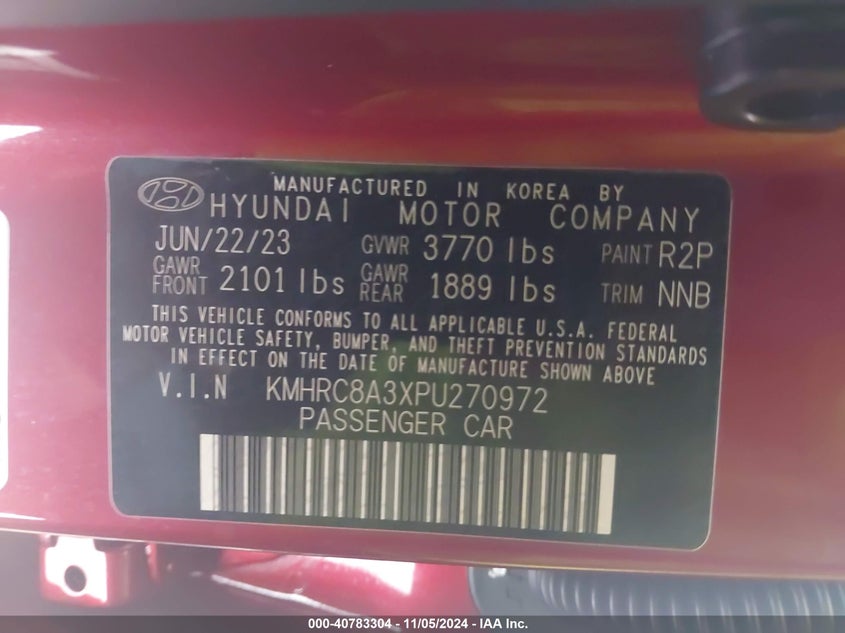 MANUFACTURED IN KOREA BY
HYUNDAI MOTOR COMPANY
JUN/22/23 GVWR 3770 lbs PAINT R2P
GAWR FRONT 2101 lbs GAWR REAR 1889 lbs TRIM NNB
THIS VEHICLE CONFORMS TO ALL APPLICABLE U.S.A. FEDERAL
MOTOR VEHICLE SAFETY, BUMPER, AND THEFT PREVENTION STANDARDS
IN EFFECT ON THE DATE OF MANUFACTURE SHOWN ABOVE
V.I.N KMHRC8A3XPU270972
PASSENGER CAR
000-40783304 - 11/05/2024 - IAA Inc.